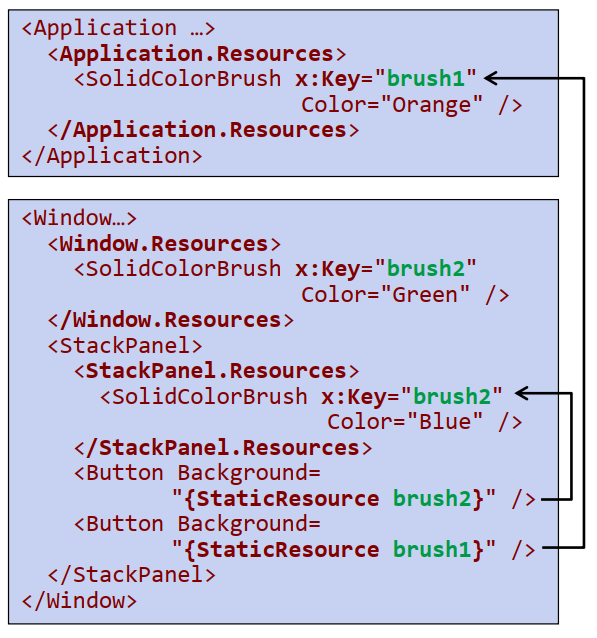 <Application …>
<Application.Resources>
<SolidColorBrush x:Key="brush1"
Color="Orange" />
</Application.Resources>
</Application>
<Window…>
<Window.Resources>
<SolidColorBrush x:Key="brush2"
Color="Green" />
</Window.Resources>
<StackPanel>
<StackPanel.Resources>
<SolidColorBrush x:Key="brush2"
Color="Blue" />
</StackPanel.Resources>
<Button Background=
"{StaticResource brush2}" />
<Button Background=
"{StaticResource brush1}" />
</StackPanel>
</Window>